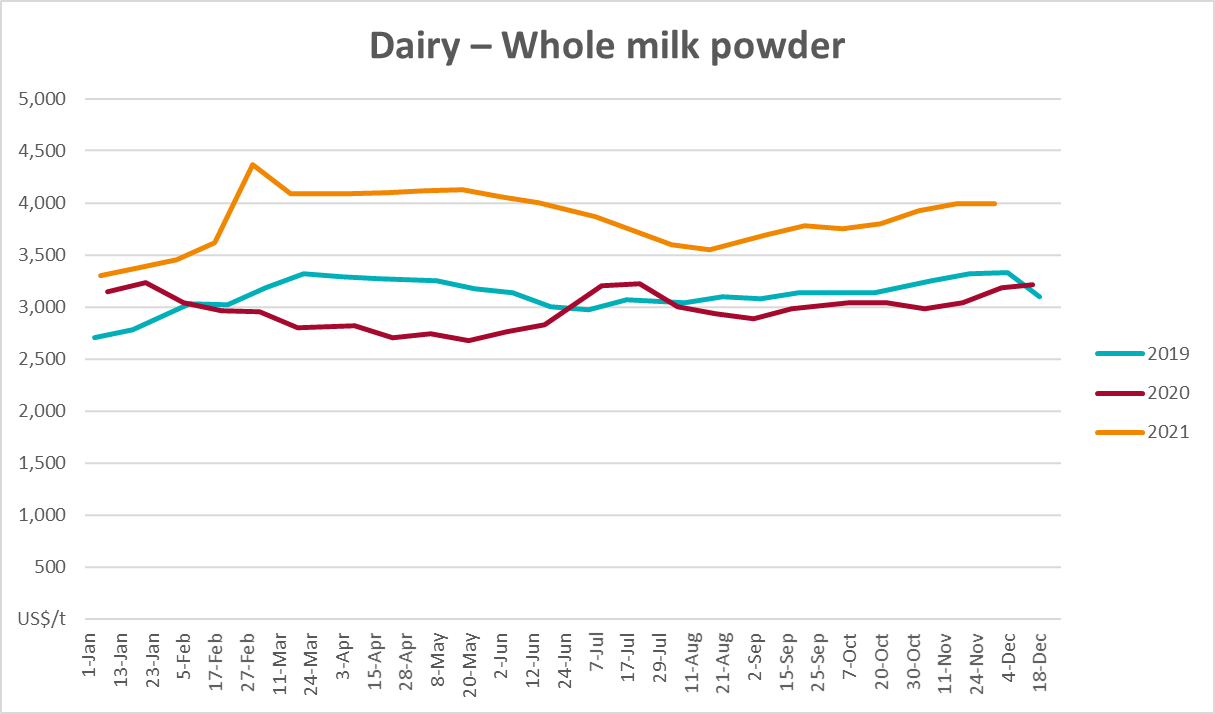 Dairy – Whole milk powder
5,000
4,500
4,000
3,500
3,000
2,500
2,000
1,500
1,000
500
US$/t
1-Jan
13-Jan
23-Jan
5-Feb
17-Feb
27-Feb
11-Mar
24-Mar
3-Apr
15-Apr
28-Apr
8-May
20-May
2-Jun
12-Jun
24-Jun
7-Jul
17-Jul
29-Jul
11-Aug
21-Aug
2-Sep
15-Sep
25-Sep
7-Oct
20-Oct
30-Oct
11-Nov
24-Nov
4-Dec
18-Dec
2019
2020
2021